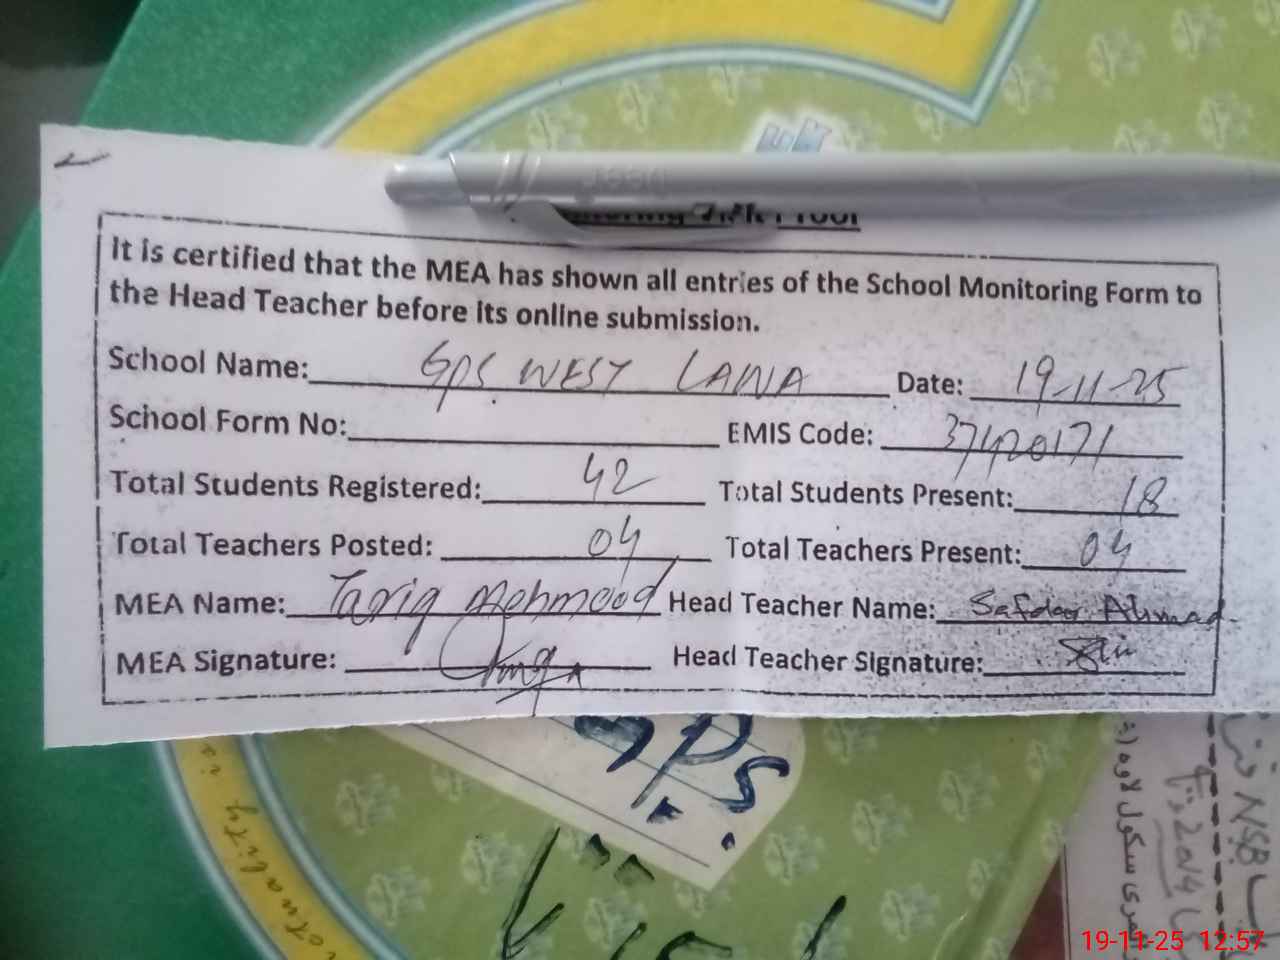 It is certified that the MEA has shown all entries of the School Monitoring Form to
the Head Teacher before its online submission.
School Name: GPS WEST LAWA Date: 19-11-25
School Form No: EMIS Code: 37420171
Total Students Registered: 42 Total Students Present: 18
Total Teachers Posted: 04 Total Teachers Present: 04
MEA Name: Tariq Mehmood Head Teacher Name: Safdar Ahmad
MEA Signature: Head Teacher Signature:
GPS.
19-11-25 12:57